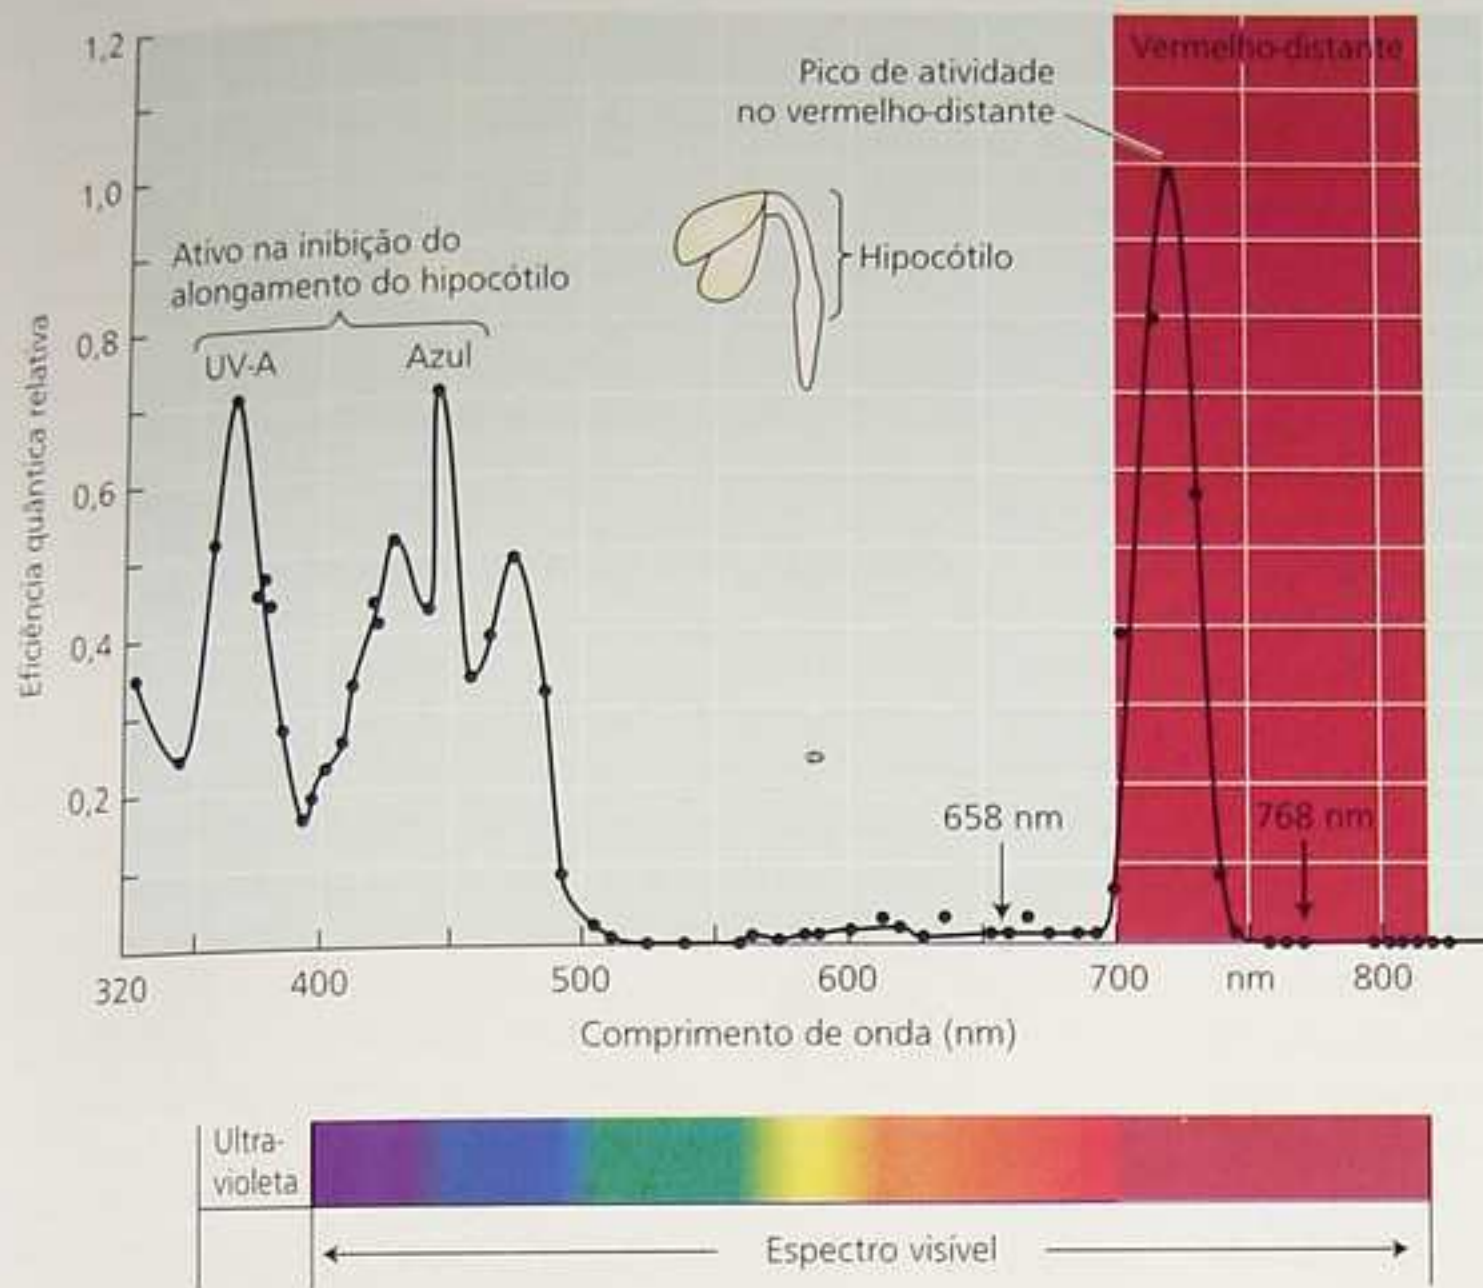 1,2
1,0
0,8
0,6
0,4
0,2
Eficiência quântica relativa
Vermelho-distante
Pico de atividade
no vermelho-distante
Ativo na inibição do
alongamento do hipocótilo
UV-A
Azul
Hipocótilo
658 nm
768 nm
320
400
500
600
700
nm
800
Comprimento de onda (nm)
Ultra-
violeta
Espectro visível